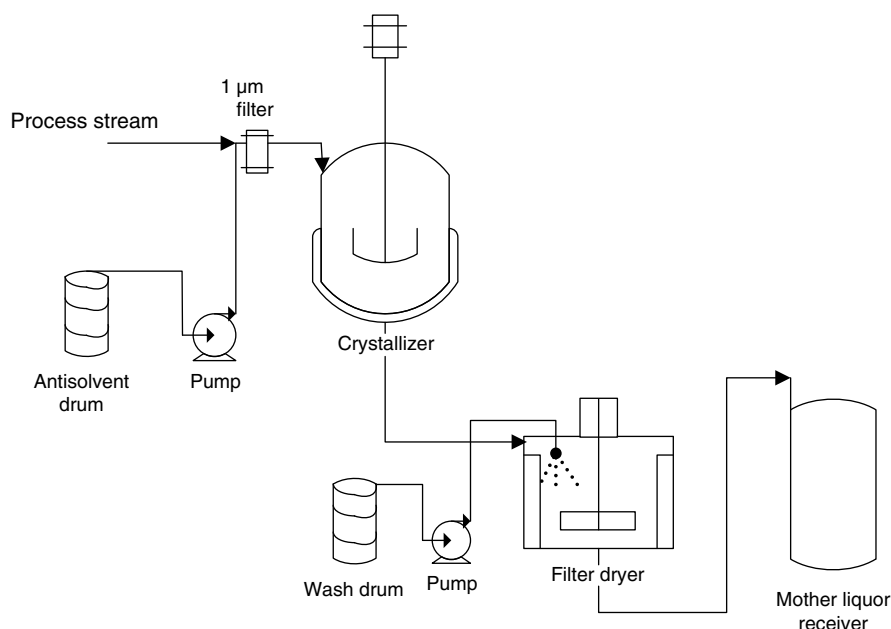 1 µm
filter
Process stream
Crystallizer
Antisolvent
drum
Pump
Wash drum
Pump
Filter dryer
Mother liquor
receiver